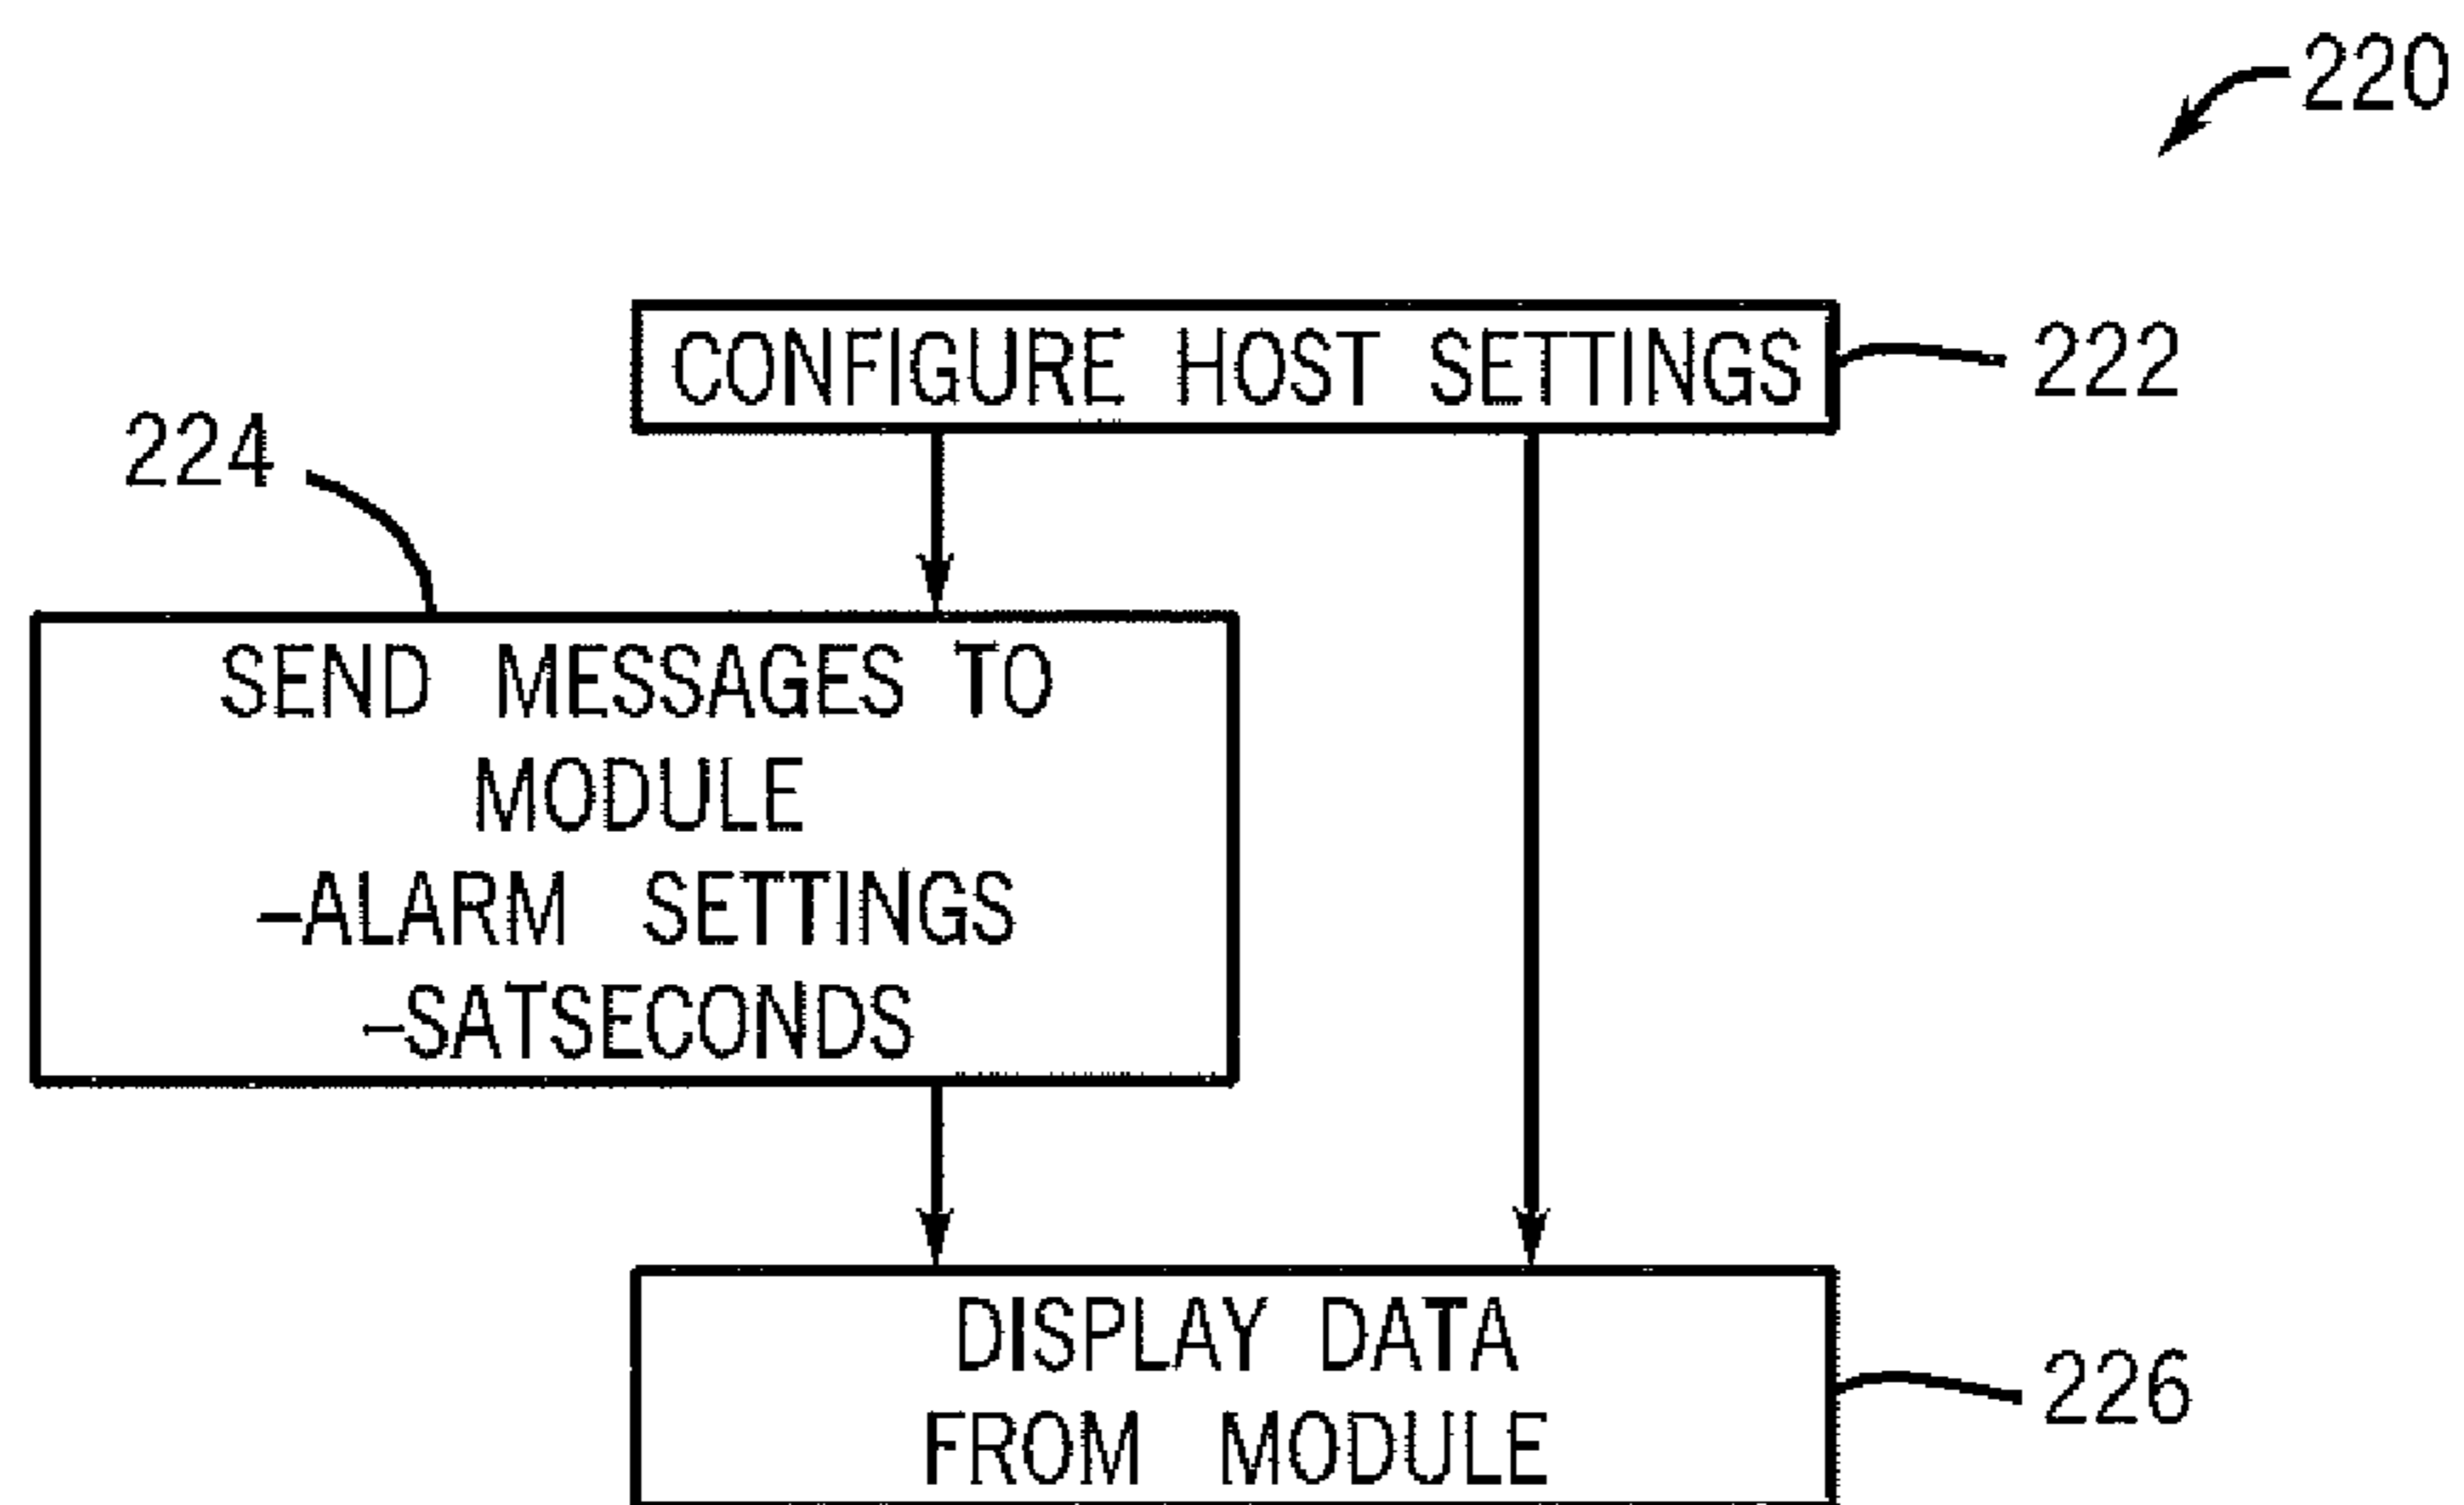 220
CONFIGURE HOST SETTINGS
222
224
SEND MESSAGES TO
MODULE
-ALARM SETTINGS
-SATSECONDS
DISPLAY DATA
FROM MODULE
226